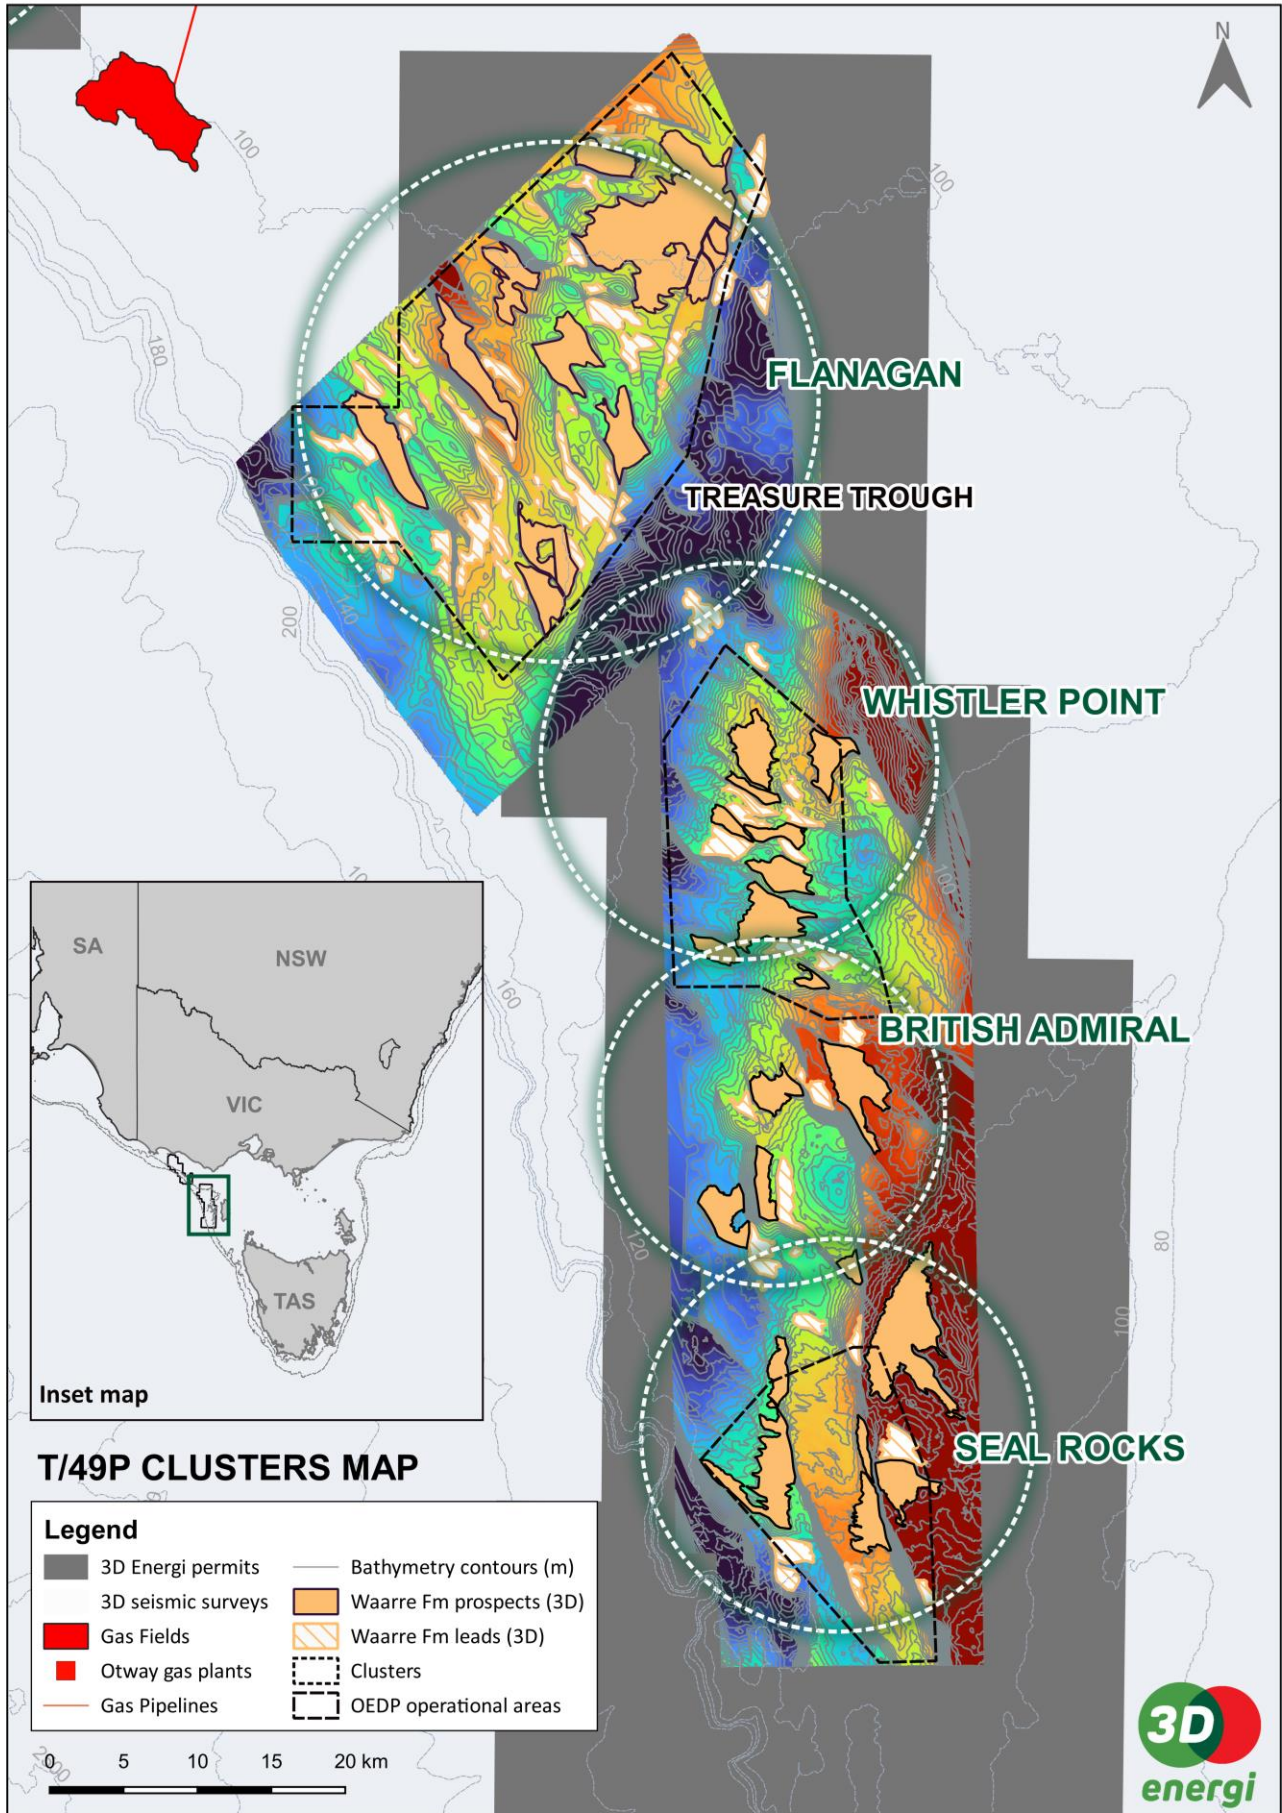 N
100
100
180
FLANAGAN
TREASURE TROUGH
120
140
200
WHISTLER POINT
100
160
SA
NSW
VIC
TAS
Inset map
BRITISH ADMIRAL
120
80
100
SEAL ROCKS
T/49P CLUSTERS MAP
Legend
3D Energi permits
3D seismic surveys
Gas Fields
Otway gas plants
Gas Pipelines
Bathymetry contours (m)
Waarre Fm prospects (3D)
Waarre Fm leads (3D)
Clusters
OEDP operational areas
0 5 10 15 20 km
3D
energi